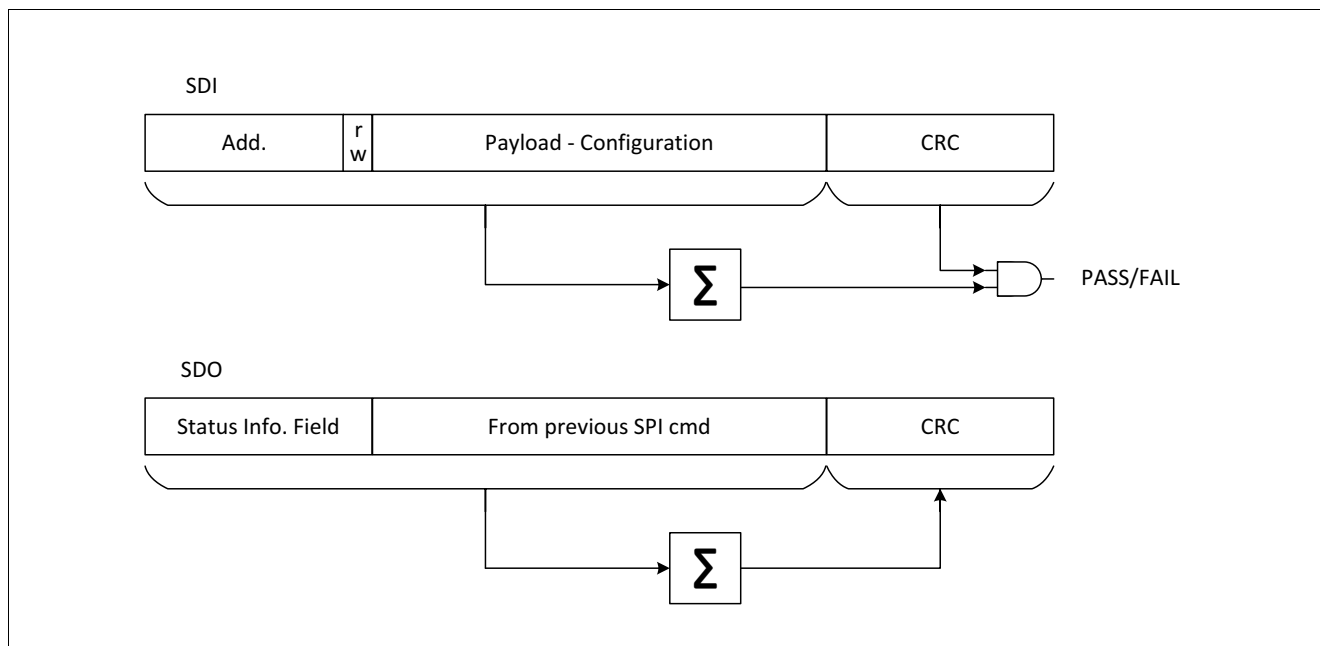 SDI
Add.
r
w
Payload - Configuration
CRC
Σ
PASS/FAIL
SDO
Status Info. Field
From previous SPI cmd
CRC
Σ